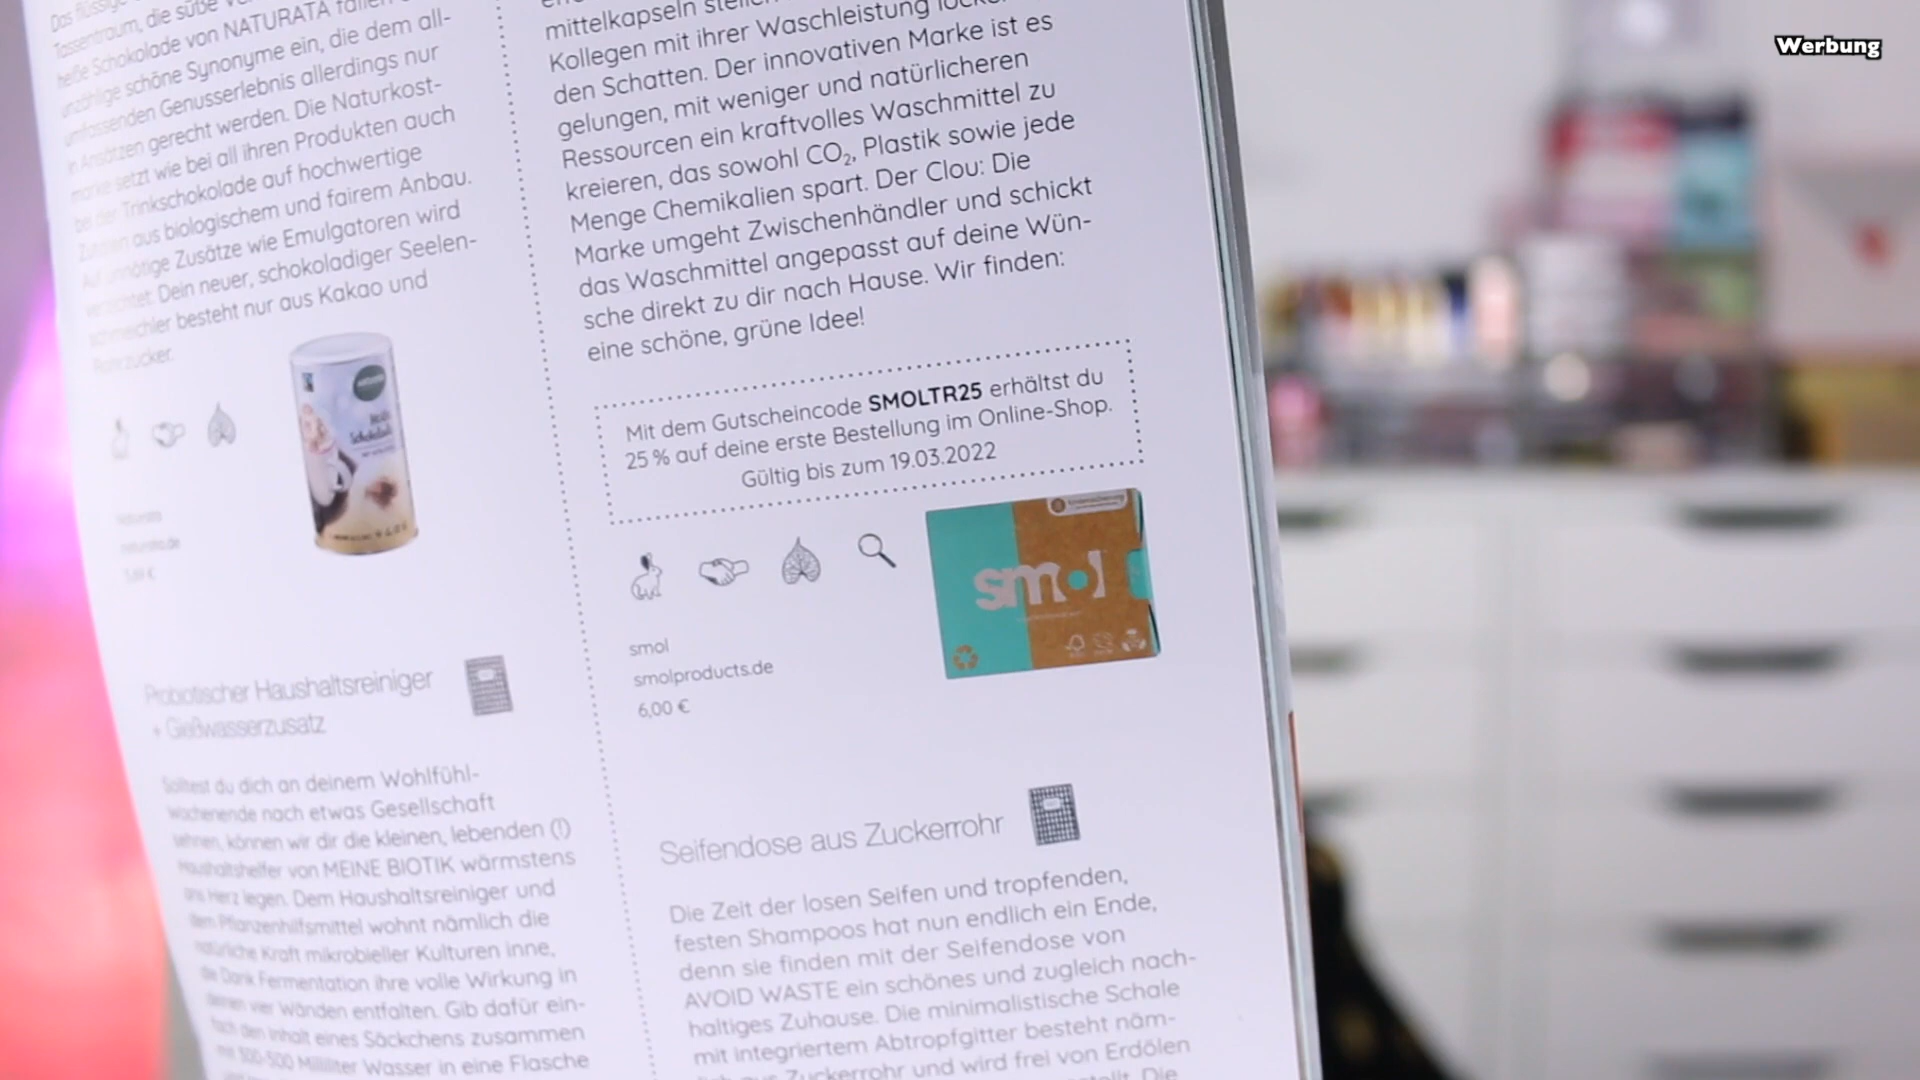 Werbung
Das flüssige
Tassentraum, die süße
heiße Schokolade von NATURATA fallen
unzählige schöne Synonyme ein, die dem all-
umfassenden Genusserlebnis allerdings nur
in Ansätzen gerecht werden. Die Naturkost-
marke setzt wie bei all ihren Produkten auch
bei der Trinkschokolade auf hochwertige
Zutaten aus biologischem und fairem Anbau.
Auf unnötige Zusätze wie Emulgatoren wird
verzichtet. Dein neuer, schokoladiger Seelen-
schmeichler besteht nur aus Kakao und
Rohrzucker.
Naturata
naturata.de
Probiotischer Haushaltsreiniger
+ Gießwasserzusatz
Solltest du dich an deinem Wohlfühl-
wochenende nach etwas Gesellschaft
sehnen, können wir dir die kleinen, lebenden (!)
Haushaltshelfer von MEINE BIOTIK wärmstens
ans Herz legen. Dem Haushaltsreiniger und
dem Pflanzenhilfsmittel wohnt nämlich die
natürliche Kraft mikrobieller Kulturen inne,
die Dank Fermentation ihre volle Wirkung in
deinen vier Wänden entfalten. Gib dafür ein-
fach den Inhalt eines Säckchens zusammen
mit 300-500 Milliliter Wasser in eine Flasche
mittelkapseln
Kollegen mit ihrer Waschleistung
den Schatten. Der innovativen Marke ist es
gelungen, mit weniger und natürlicheren
Ressourcen ein kraftvolles Waschmittel zu
kreieren, das sowohl CO₂, Plastik sowie jede
Menge Chemikalien spart. Der Clou: Die
Marke umgeht Zwischenhändler und schickt
das Waschmittel angepasst auf deine Wün-
sche direkt zu dir nach Hause. Wir finden:
eine schöne, grüne Idee!
Mit dem Gutscheincode SMOLTR25 erhältst du
25 % auf deine erste Bestellung im Online-Shop.
Gültig bis zum 19.03.2022
smol
smol
smolproducts.de
6,00 €
Seifendose aus Zuckerrohr
Die Zeit der losen Seifen und tropfenden,
festen Shampoos hat nun endlich ein Ende,
denn sie finden mit der Seifendose von
AVOID WASTE ein schönes und zugleich nach-
haltiges Zuhause. Die minimalistische Schale
mit integriertem Abtropfgitter besteht näm-
lich aus Zuckerrohr und wird frei von Erdölen
Die